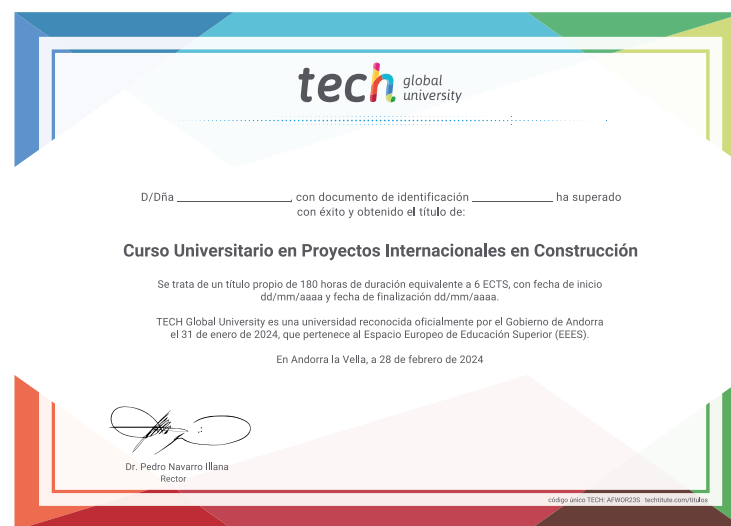 tech global university
D/Dña ______________________, con documento de identificación ________________ ha superado
con éxito y obtenido el título de:
Curso Universitario en Proyectos Internacionales en Construcción
Se trata de un título propio de 180 horas de duración equivalente a 6 ECTS, con fecha de inicio
dd/mm/aaaa y fecha de finalización dd/mm/aaaa.
TECH Global University es una universidad reconocida oficialmente por el Gobierno de Andorra
el 31 de enero de 2024, que pertenece al Espacio Europeo de Educación Superior (EEES).
En Andorra la Vella, a 28 de febrero de 2024
Dr. Pedro Navarro Illana
Rector
código único TECH: AFWOR23S techtitute.com/titulos